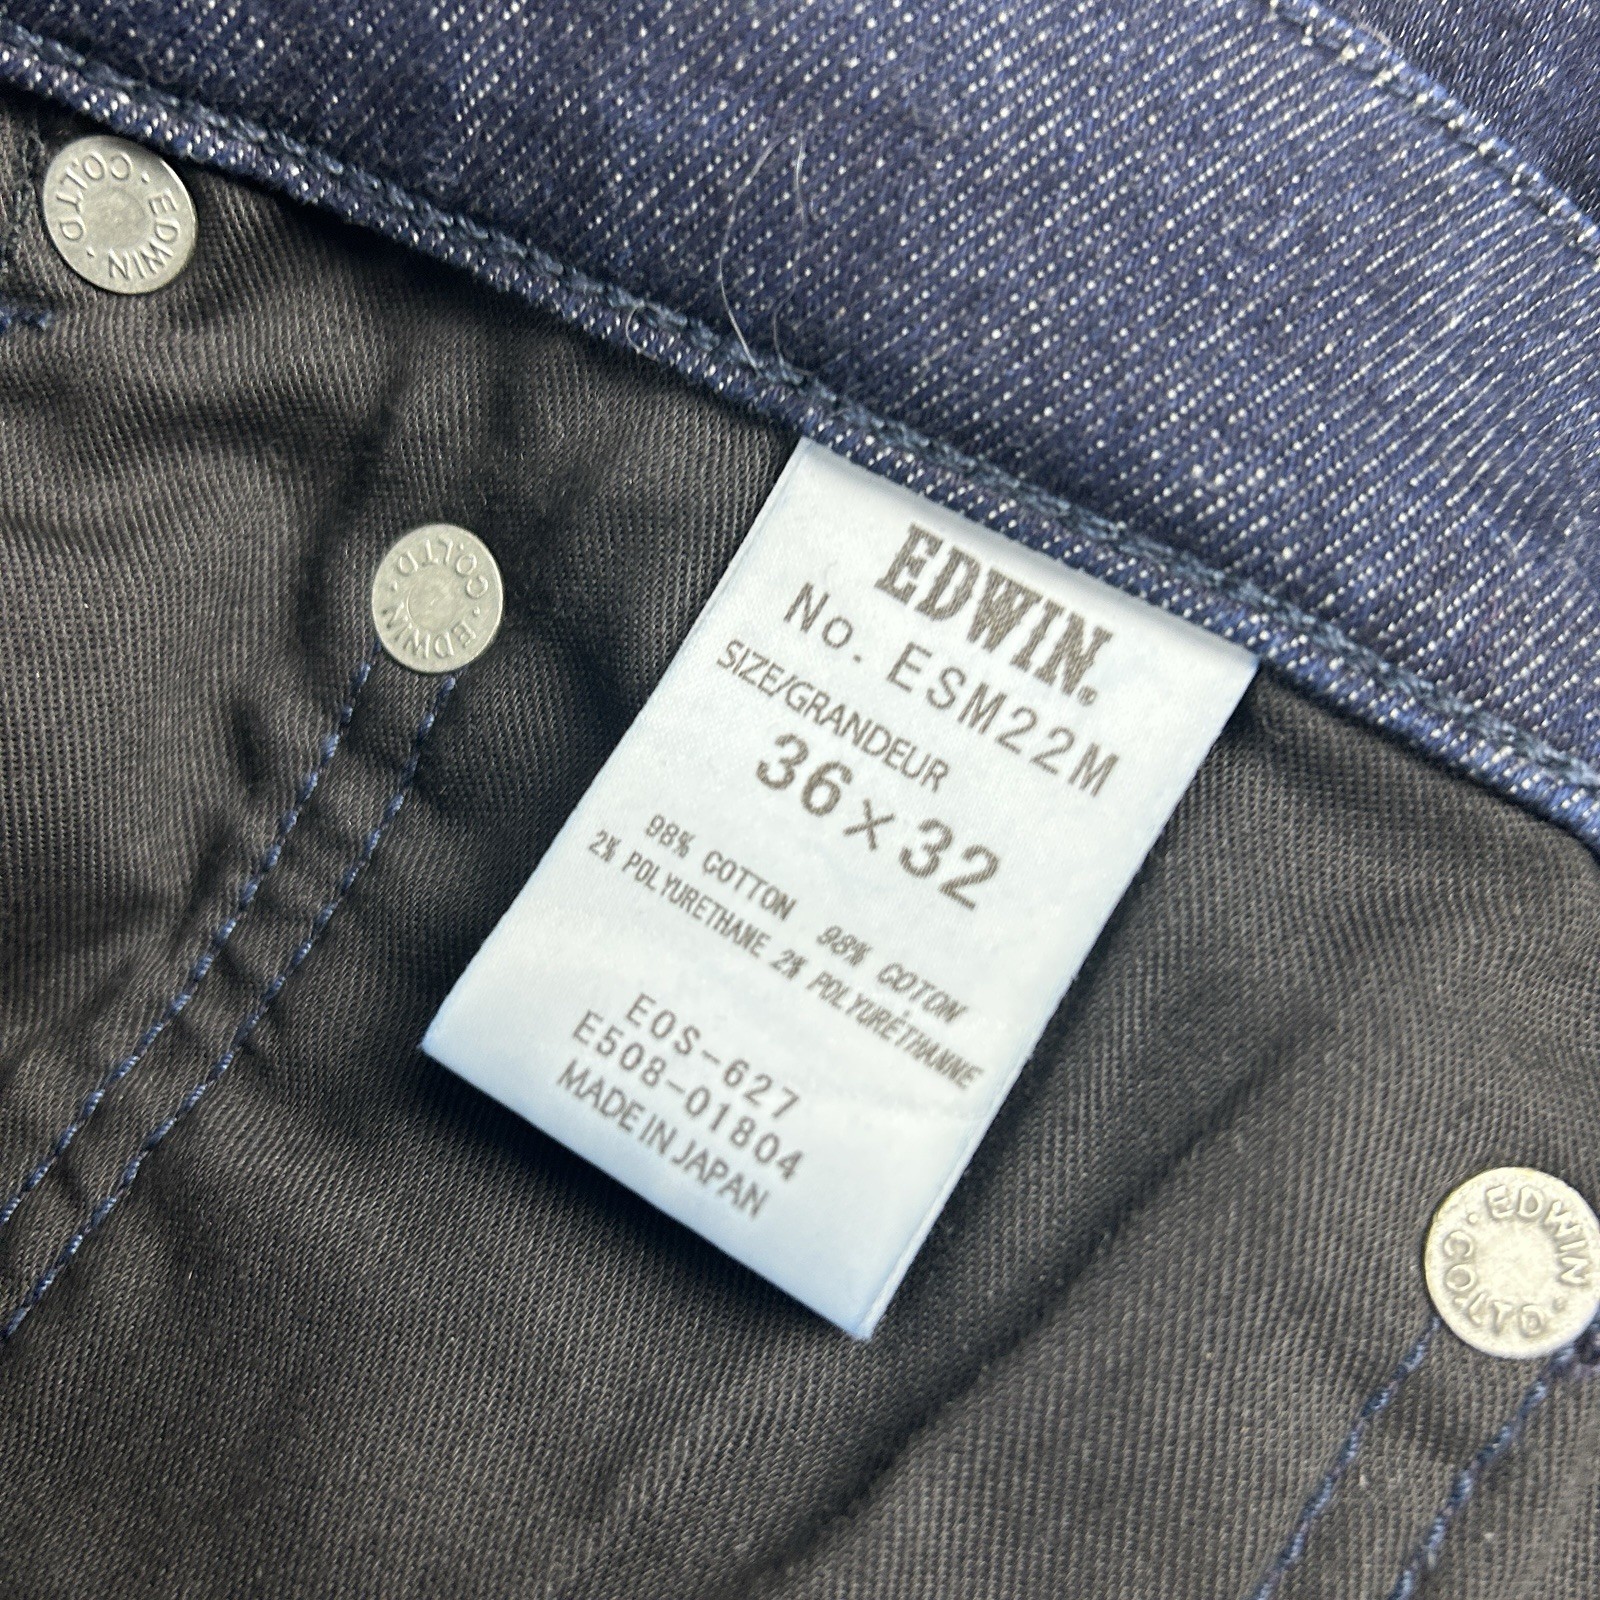 EDWIN.
No. ESM22M
SIZE/GRANDEUR
36×32
98% COTTON 98% COTON
2% POLYURETHANE 2% POLYURÉTHANNE
EOS-627
E508-01804
MADE IN JAPAN
·EDWIN·
CO.LTD
·EDWIN·
CO.LTD
·EDWIN·
CO.LTD